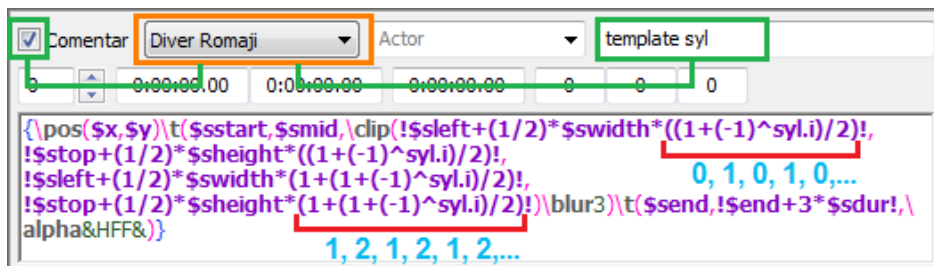 Comentar Diver Romaji Actor template syl
0 0:00:00.00 0:00:00.00 0:00:00.00 0 0 0
{\pos($x,$y)\t($sstart,$smid,\clip(!$sleft+(1/2)*$swidth*((1+(-1)^syl.i)/2)!,
!$stop+(1/2)*$sheight*((1+(-1)^syl.i)/2)!,
!$sleft+(1/2)*$swidth*(1+(1+(-1)^syl.i)/2)!,
0, 1, 0, 1, 0,...
!$stop+(1/2)*$sheight*(1+(1+(-1)^syl.i)/2)!)\blur3)\t($send,!$end+3*$sdur!,\
alpha&HFF&)}
1, 2, 1, 2, 1, 2,...